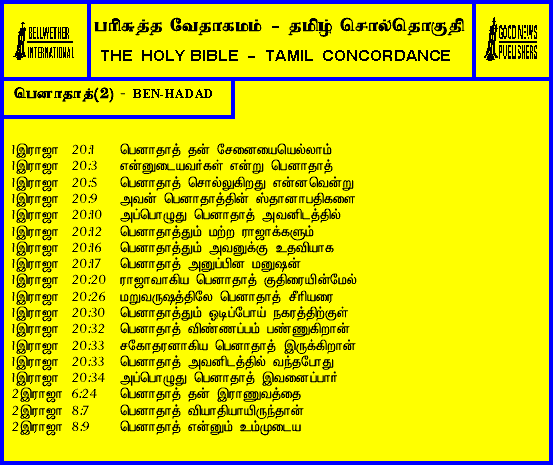 BELLWETHER
INTERNATIONAL
பரிசுத்த வேதாகமம் - தமிழ் சொல்தொகுதி
THE HOLY BIBLE - TAMIL CONCORDANCE
GOOD NEWS
PUBLISHERS
பெனாதாத்(2) - BEN-HADAD
1இராஜா 20:1 பெனாதாத் தன் சேனையையெல்லாம்
1இராஜா 20:3 என்னுடையவர்கள் என்று பெனாதாத்
1இராஜா 20:5 பெனாதாத் சொல்லுகிறது என்னவென்று
1இராஜா 20:9 அவன் பெனாதாத்தின் ஸ்தானாபதிகளை
1இராஜா 20:10 அப்பொழுது பெனாதாத் அவனிடத்தில்
1இராஜா 20:12 பெனாதாத்தும் மற்ற ராஜாக்களும்
1இராஜா 20:16 பெனாதாத்தும் அவனுக்கு உதவியாக
1இராஜா 20:17 பெனாதாத் அனுப்பின மனுஷன்
1இராஜா 20:20 ராஜாவாகிய பெனாதாத் குதிரையின்மேல்
1இராஜா 20:26 மறுவருஷத்திலே பெனாதாத் சீரியரை
1இராஜா 20:30 பெனாதாத்தும் ஓடிப்போய் நகரத்திற்குள்
1இராஜா 20:32 பெனாதாத் விண்ணப்பம் பண்ணுகிறான்
1இராஜா 20:33 சகோதரனாகிய பெனாதாத் இருக்கிறான்
1இராஜா 20:33 பெனாதாத் அவனிடத்தில் வந்தபோது
1இராஜா 20:34 அப்பொழுது பெனாதாத் இவனைப்பார்
2இராஜா 6:24 பெனாதாத் தன் இராணுவத்தை
2இராஜா 8:7 பெனாதாத் வியாதியாயிருந்தான்
2இராஜா 8:9 பெனாதாத் என்னும் உம்முடைய